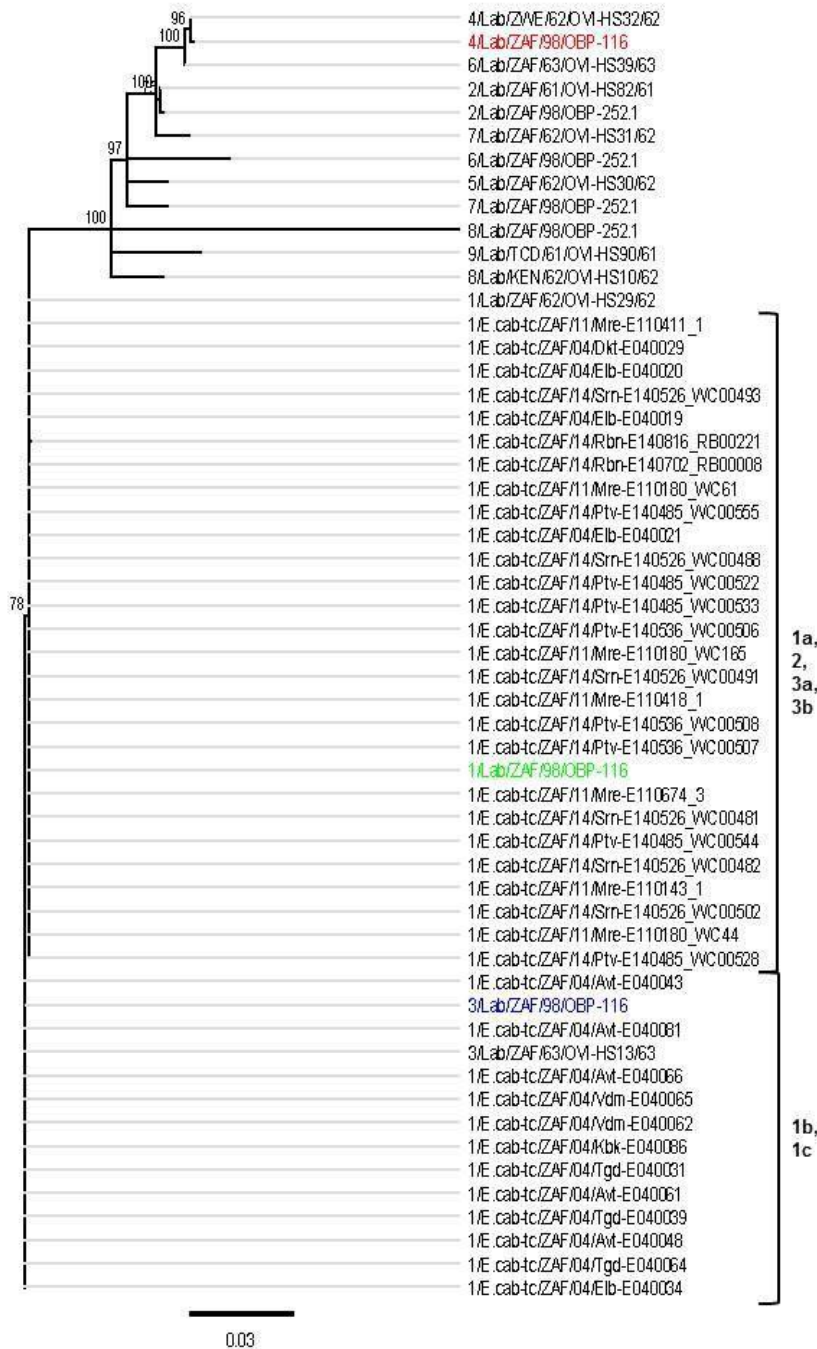 96
4/Lab/ZWE/62/OVI-HS32/62
100
4/Lab/ZAF/98/OBP-116
6/Lab/ZAF/63/OVI-HS39/63
100
2/Lab/ZAF/61/OVI-HS82/61
2/Lab/ZAF/98/OBP-252.1
7/Lab/ZAF/62/OVI-HS31/62
97
6/Lab/ZAF/98/OBP-252.1
5/Lab/ZAF/62/OVI-HS30/62
7/Lab/ZAF/98/OBP-252.1
100
8/Lab/ZAF/98/OBP-252.1
9/Lab/TCD/61/OVI-HS90/61
8/Lab/KEN/62/OVI-HS10/62
1/Lab/ZAF/62/OVI-HS29/62
1/E.cab-tc/ZAF/11/Mre-E110411_1
1/E.cab-tc/ZAF/04/Dkt-E040029
1/E.cab-tc/ZAF/04/Elb-E040020
1/E.cab-tc/ZAF/14/Srn-E140526_WC00493
1/E.cab-tc/ZAF/04/Elb-E040019
1/E.cab-tc/ZAF/14/Rbn-E140816_RB00221
1/E.cab-tc/ZAF/14/Rbn-E140702_RB00008
1/E.cab-tc/ZAF/11/Mre-E110180_WC61
1/E.cab-tc/ZAF/14/Ptv-E140485_WC00555
1/E.cab-tc/ZAF/04/Elb-E040021
1/E.cab-tc/ZAF/14/Srn-E140526_WC00488
1/E.cab-tc/ZAF/14/Ptv-E140485_WC00522
78
1/E.cab-tc/ZAF/14/Ptv-E140485_WC00533
1/E.cab-tc/ZAF/14/Ptv-E140536_WC00506
1a,
1/E.cab-tc/ZAF/11/Mre-E110180_WC165
2,
1/E.cab-tc/ZAF/14/Srn-E140526_WC00491
3a,
1/E.cab-tc/ZAF/11/Mre-E110418_1
3b
1/E.cab-tc/ZAF/14/Ptv-E140536_WC00508
1/E.cab-tc/ZAF/14/Ptv-E140536_WC00507
1/Lab/ZAF/98/OBP-116
1/E.cab-tc/ZAF/11/Mre-E110674_3
1/E.cab-tc/ZAF/14/Srn-E140526_WC00481
1/E.cab-tc/ZAF/14/Ptv-E140485_WC00544
1/E.cab-tc/ZAF/14/Srn-E140526_WC00482
1/E.cab-tc/ZAF/11/Mre-E110143_1
1/E.cab-tc/ZAF/14/Srn-E140526_WC00502
1/E.cab-tc/ZAF/11/Mre-E110180_WC44
1/E.cab-tc/ZAF/14/Ptv-E140485_WC00528
1/E.cab-tc/ZAF/04/Avt-E040043
3/Lab/ZAF/98/OBP-116
1/E.cab-tc/ZAF/04/Avt-E040081
3/Lab/ZAF/63/OVI-HS13/63
1/E.cab-tc/ZAF/04/Avt-E040066
1/E.cab-tc/ZAF/04/Vdm-E040065
1/E.cab-tc/ZAF/04/Vdm-E040062
1b,
1/E.cab-tc/ZAF/04/Kbk-E040086
1c
1/E.cab-tc/ZAF/04/Tgd-E040031
1/E.cab-tc/ZAF/04/Avt-E040061
1/E.cab-tc/ZAF/04/Tgd-E040039
1/E.cab-tc/ZAF/04/Avt-E040048
1/E.cab-tc/ZAF/04/Tgd-E040064
1/E.cab-tc/ZAF/04/Elb-E040034
0.03